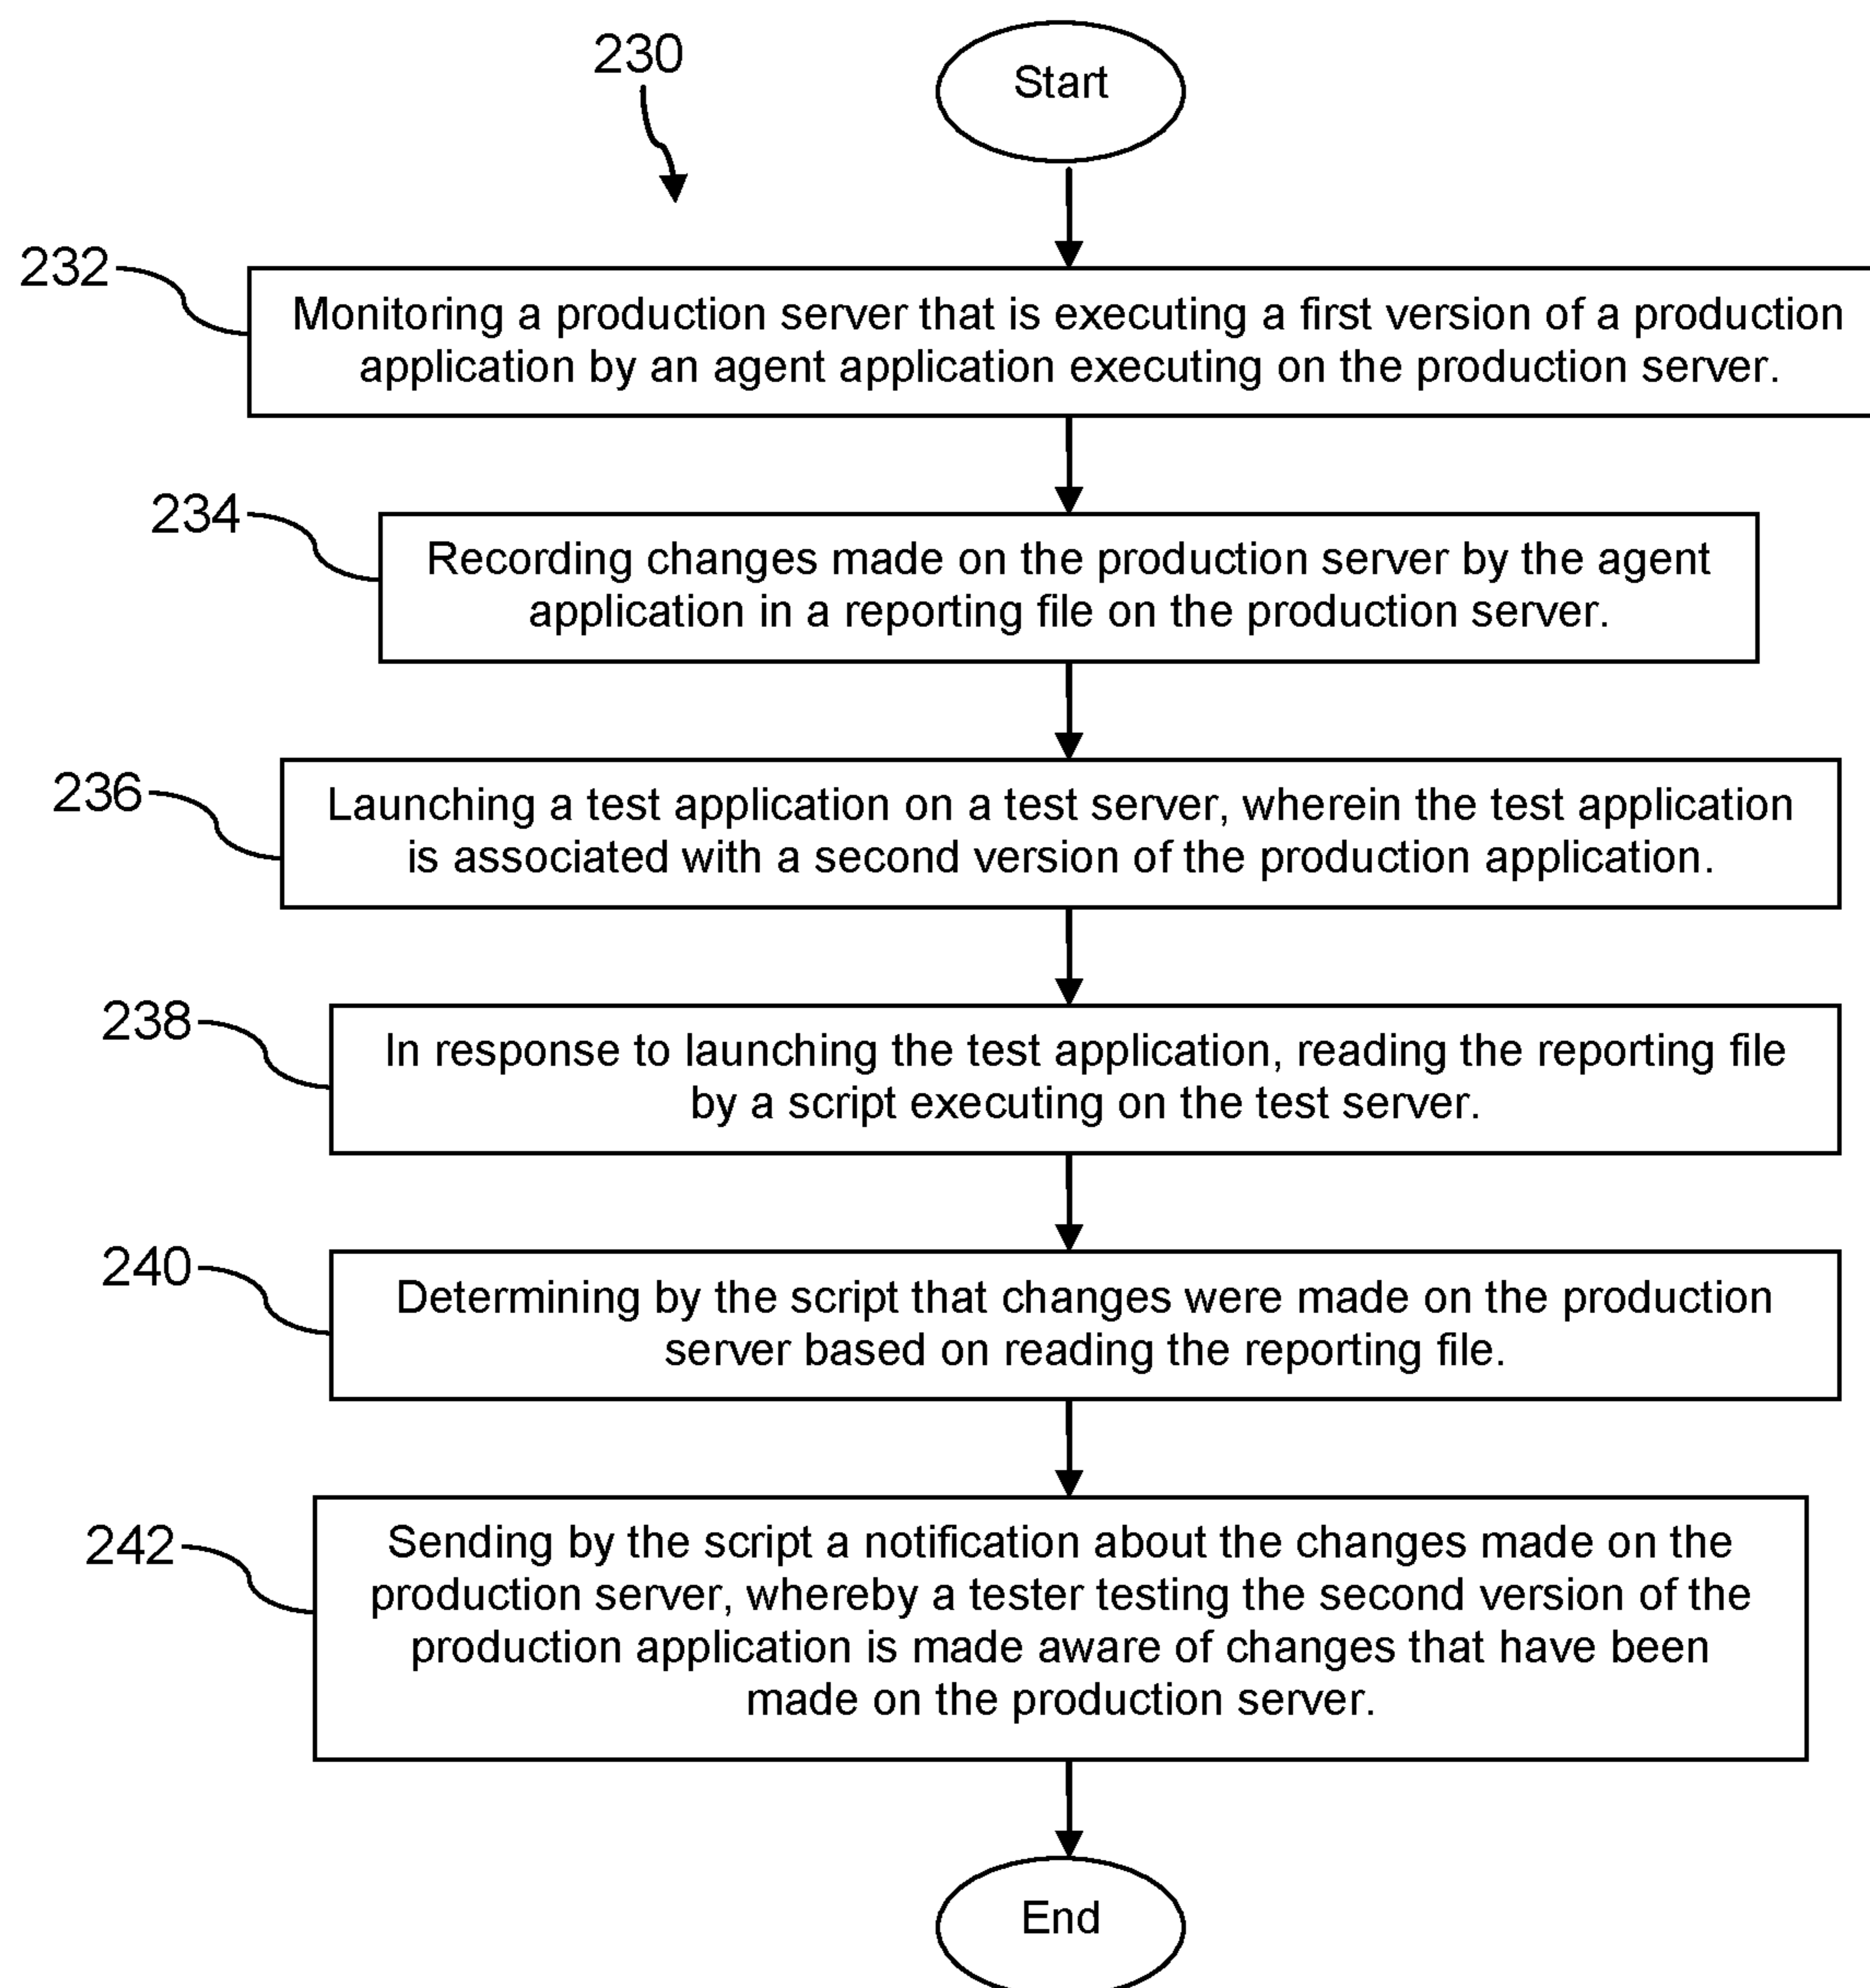 230
Start
232
Monitoring a production server that is executing a first version of a production
application by an agent application executing on the production server.
234
Recording changes made on the production server by the agent
application in a reporting file on the production server.
236
Launching a test application on a test server, wherein the test application
is associated with a second version of the production application.
238
In response to launching the test application, reading the reporting file
by a script executing on the test server.
240
Determining by the script that changes were made on the production
server based on reading the reporting file.
242
Sending by the script a notification about the changes made on the
production server, whereby a tester testing the second version of the
production application is made aware of changes that have been
made on the production server.
End